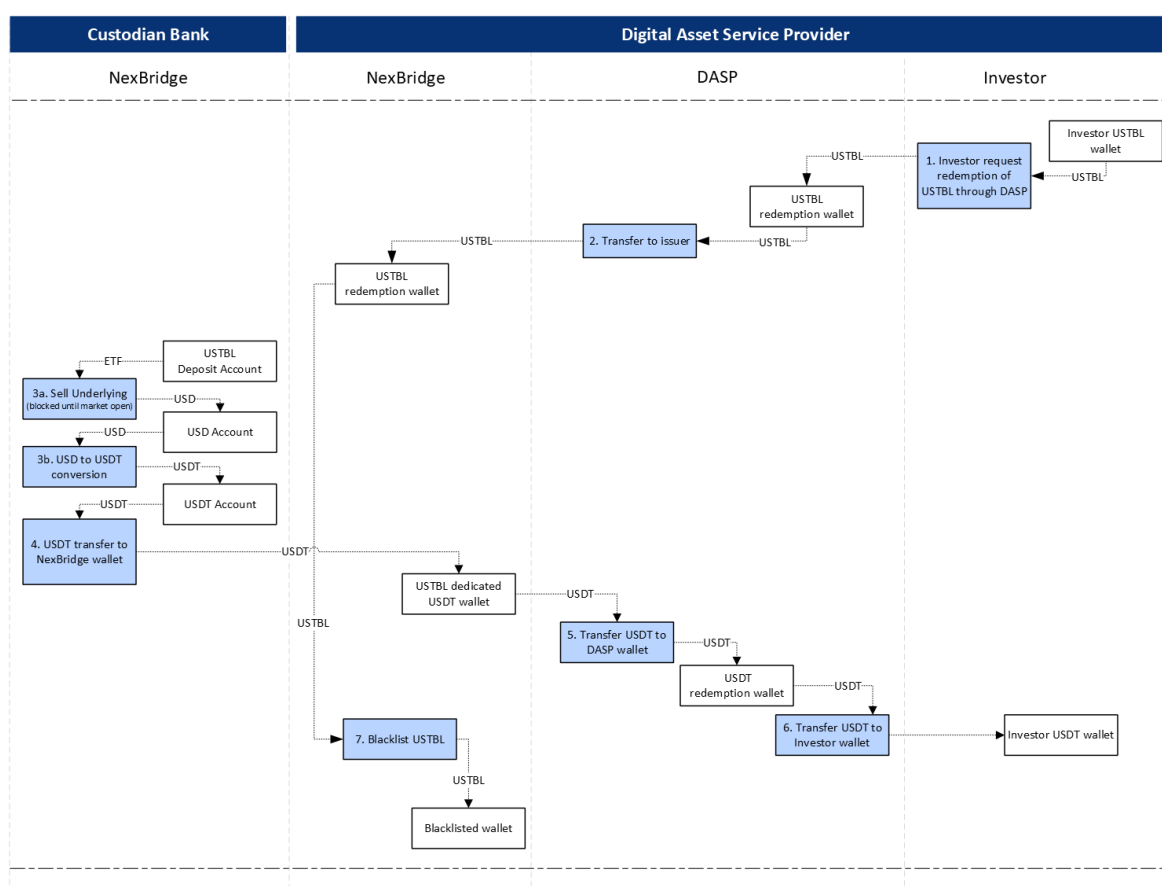 Custodian Bank
Digital Asset Service Provider
NexBridge
NexBridge
DASP
Investor
Investor USTBL
wallet
USTBL
1. Investor request
redemption of
USTBL through DASP
USTBL
USTBL
redemption wallet
2. Transfer to issuer
USTBL
USTBL
USTBL
redemption wallet
USTBL
Deposit Account
ETF
3a. Sell Underlying
(blocked until market open)
USD
USD Account
USD
3b. USD to USDT
conversion
USDT
USDT Account
USDT
4. USDT transfer to
NexBridge wallet
USDT
USTBL dedicated
USDT wallet
USDT
USTBL
5. Transfer USDT to
DASP wallet
USDT
USDT
redemption wallet
USDT
6. Transfer USDT to
Investor wallet
Investor USDT wallet
7. Blacklist USTBL
USTBL
Blacklisted wallet